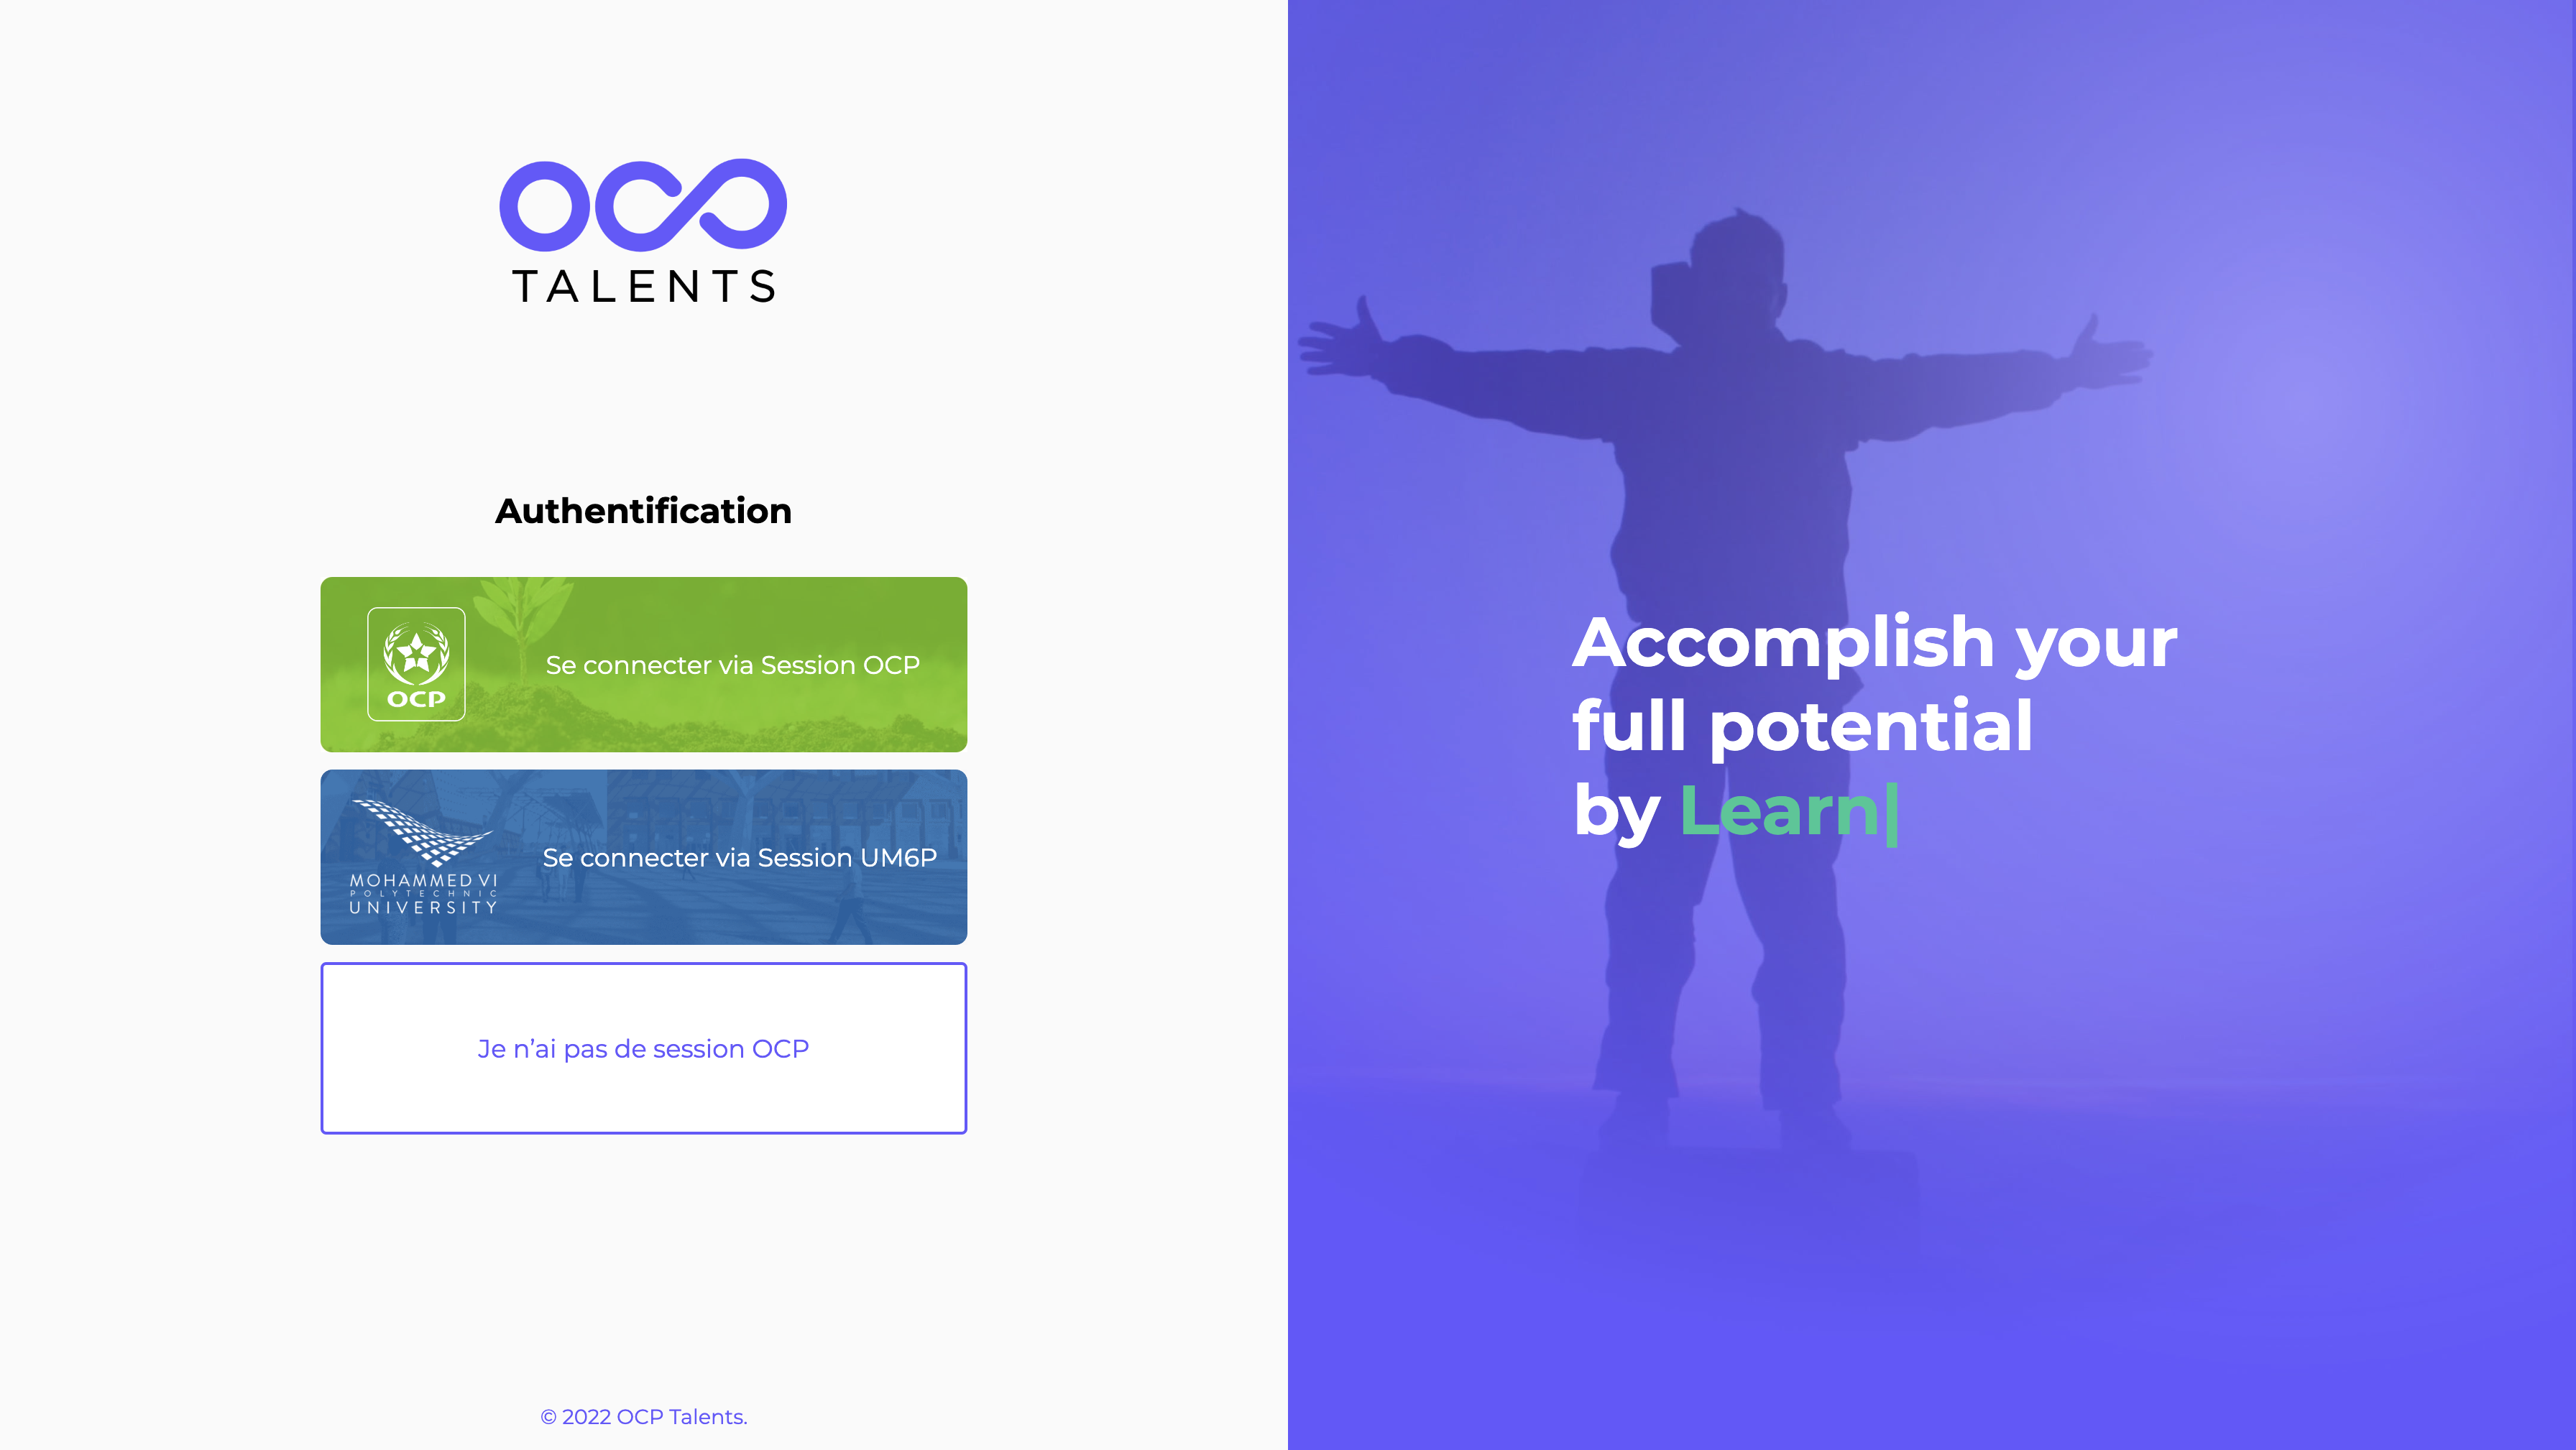 OCP
TALENTS
Authentification
OCP
Se connecter via Session OCP
MOHAMMED VI
POLYTECHNIC
UNIVERSITY
Se connecter via Session UM6P
Je n’ai pas de session OCP
© 2022 OCP Talents.
Accomplish your
full potential
by Learn|